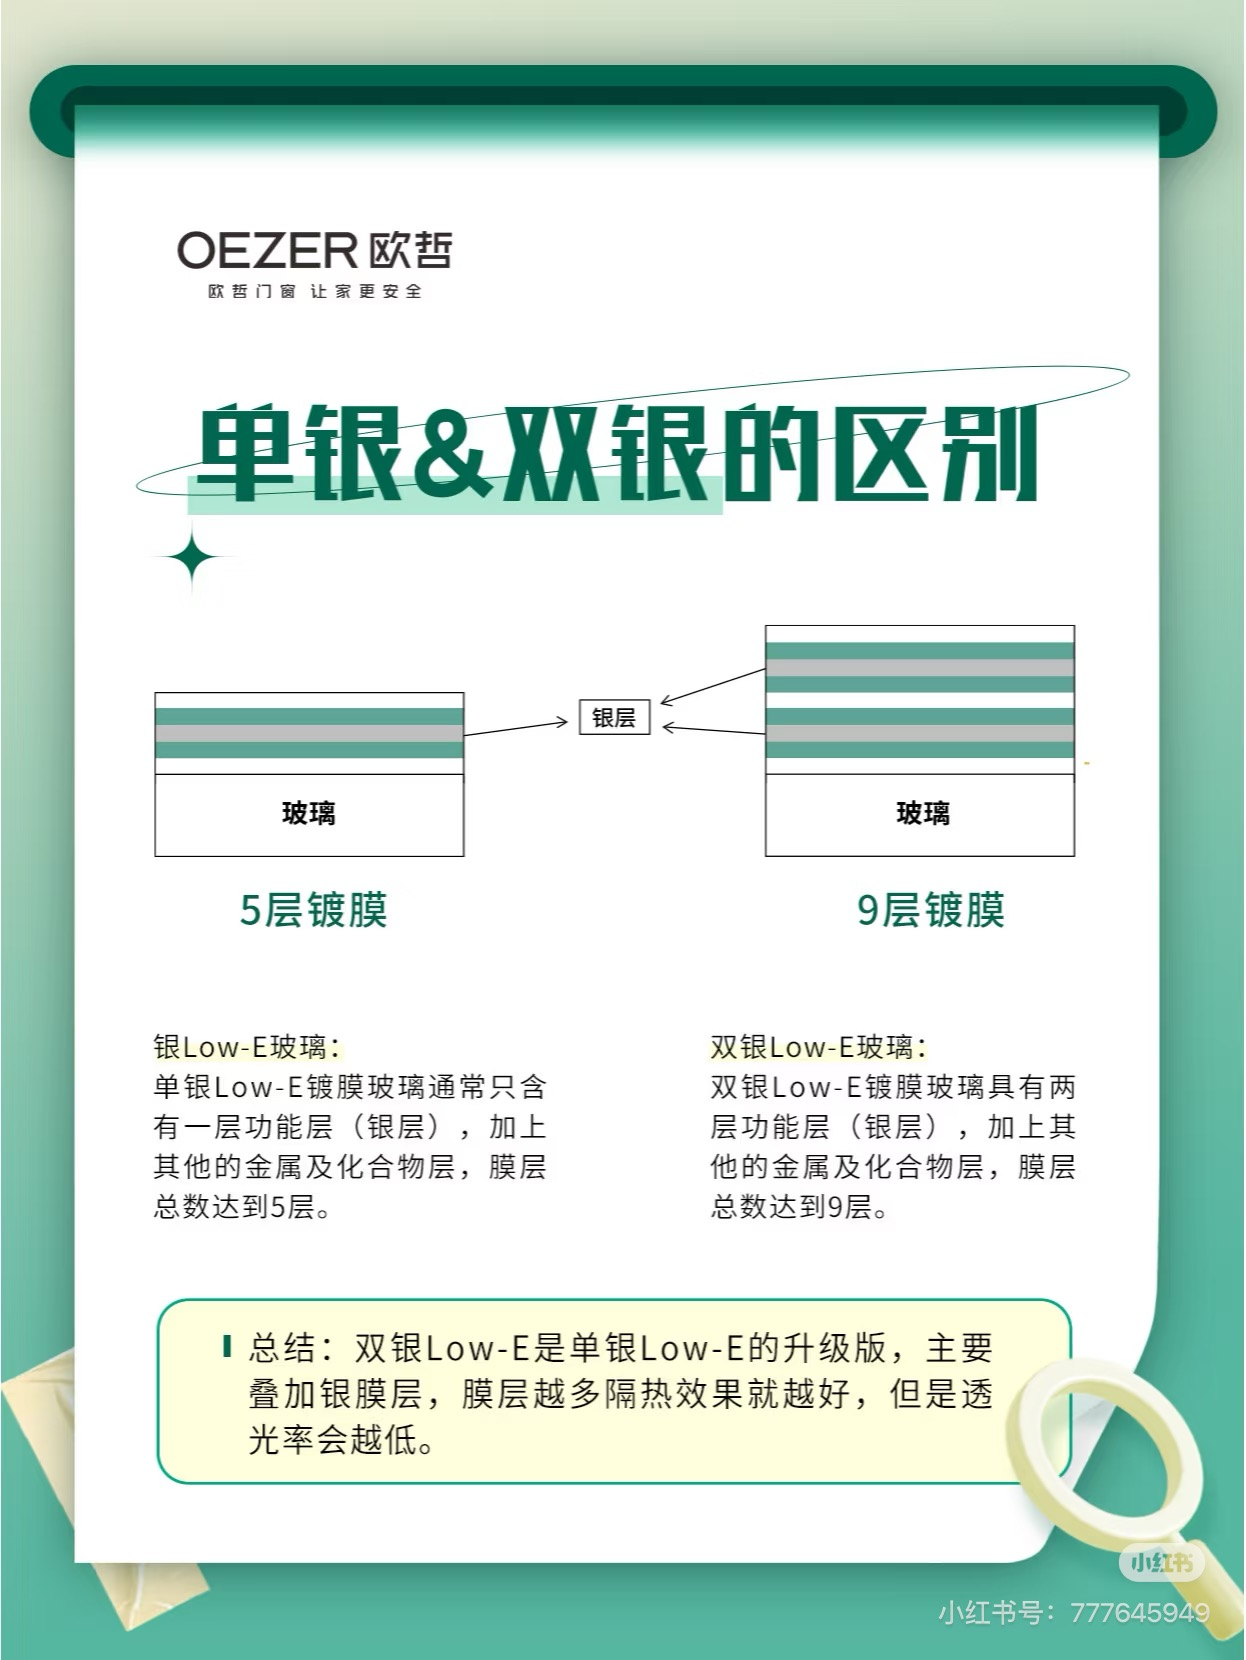 OEZER 欧哲
欧哲门窗 让家更安全
单银&双银的区别
银层
玻璃
玻璃
5层镀膜
9层镀膜
银Low-E玻璃：
单银Low-E镀膜玻璃通常只含
有一层功能层（银层），加上
其他的金属及化合物层，膜层
总数达到5层。
双银Low-E玻璃：
双银Low-E镀膜玻璃具有两
层功能层（银层），加上其
他的金属及化合物层，膜层
总数达到9层。
总结：双银Low-E是单银Low-E的升级版，主要
叠加银膜层，膜层越多隔热效果就越好，但是透
光率会越低。
小红书
小红书号：777645949